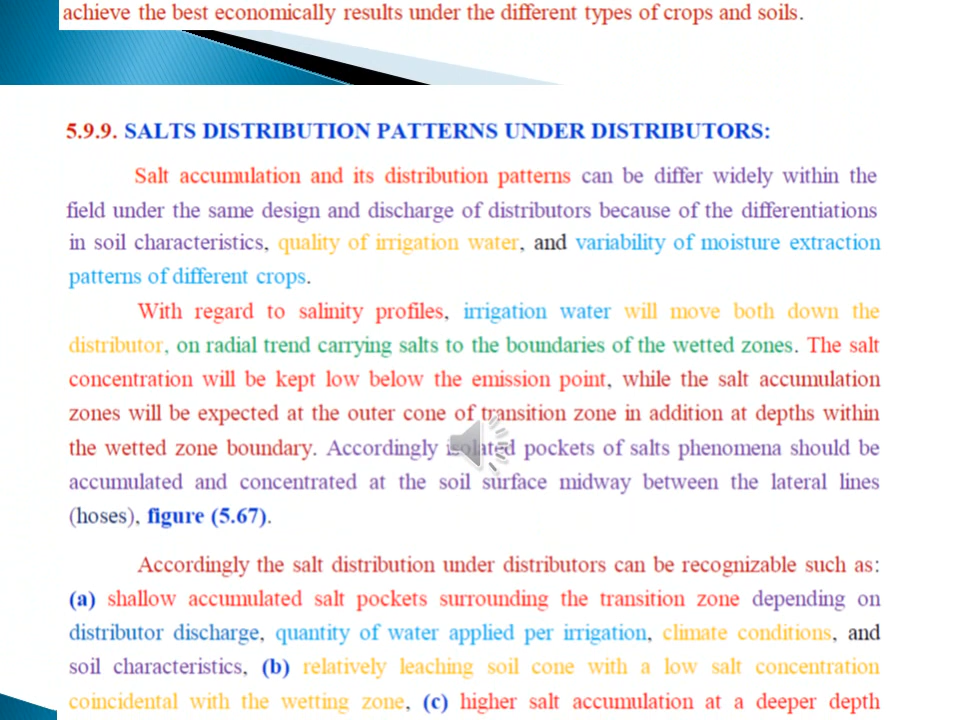 achieve the best economically results under the different types of crops and soils.
5.9.9. SALTS DISTRIBUTION PATTERNS UNDER DISTRIBUTORS:
Salt accumulation and its distribution patterns can be differ widely within the
field under the same design and discharge of distributors because of the differentiations
in soil characteristics, quality of irrigation water, and variability of moisture extraction
patterns of different crops.
With regard to salinity profiles, irrigation water will move both down the
distributor, on radial trend carrying salts to the boundaries of the wetted zones. The salt
concentration will be kept low below the emission point, while the salt accumulation
zones will be expected at the outer cone of transition zone in addition at depths within
the wetted zone boundary. Accordingly isolated pockets of salts phenomena should be
accumulated and concentrated at the soil surface midway between the lateral lines
(hoses), figure (5.67).
Accordingly the salt distribution under distributors can be recognizable such as:
(a) shallow accumulated salt pockets surrounding the transition zone depending on
distributor discharge, quantity of water applied per irrigation, climate conditions, and
soil characteristics, (b) relatively leaching soil cone with a low salt concentration
coincidental with the wetting zone, (c) higher salt accumulation at a deeper depth